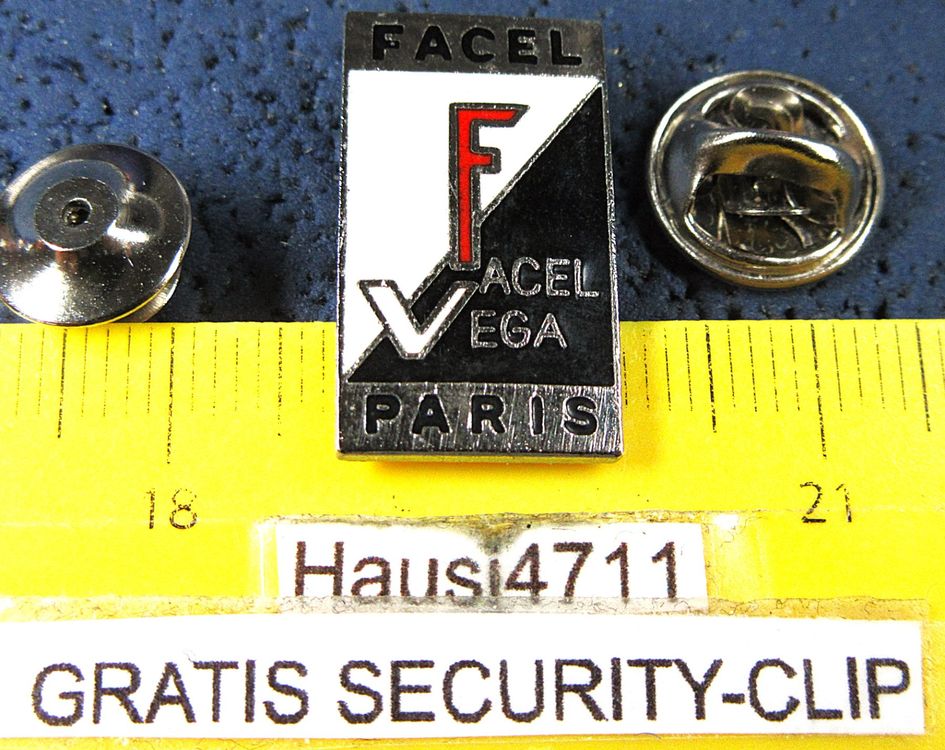 FACEL
F
ACEL
V
EGA
PARIS
18
21
Hausi4711
GRATIS SECURITY-CLIP